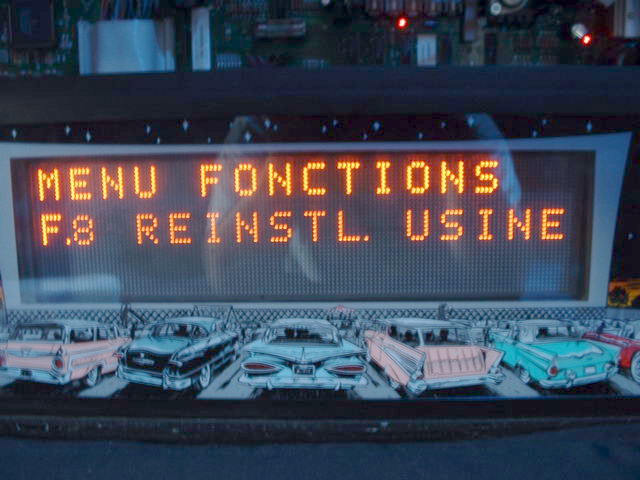 MENU FONCTIONS
F.8 REINSTL. USINE